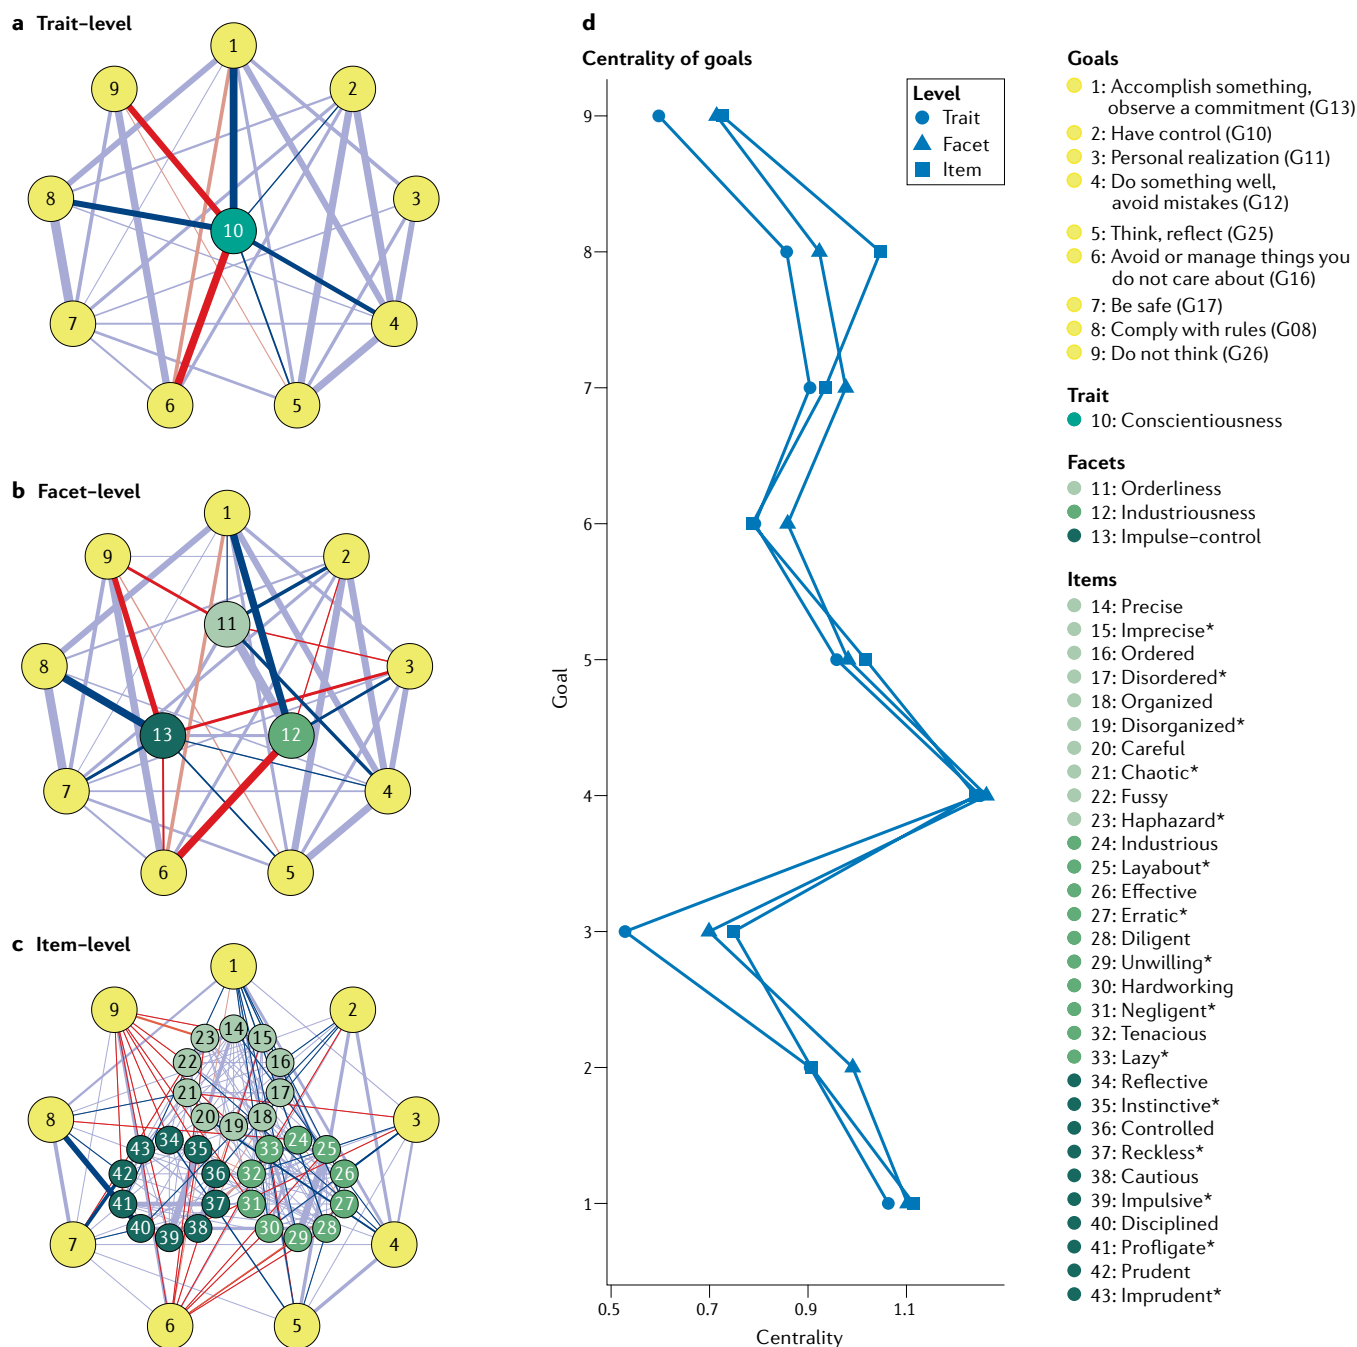 a Trait-level
1
2
3
4
5
6
7
8
9
10
b Facet-level
1
2
3
4
5
6
7
8
9
11
12
13
c Item-level
1
2
3
4
5
6
7
8
9
14
15
16
17
18
19
20
21
22
23
24
25
26
27
28
29
30
31
32
33
34
35
36
37
38
39
40
41
42
43
d
Centrality of goals
Level
Trait
Facet
Item
Goal
9
8
7
6
5
4
3
2
1
0.5
0.7
0.9
1.1
Centrality
Goals
1: Accomplish something,
observe a commitment (G13)
2: Have control (G10)
3: Personal realization (G11)
4: Do something well,
avoid mistakes (G12)
5: Think, reflect (G25)
6: Avoid or manage things you
do not care about (G16)
7: Be safe (G17)
8: Comply with rules (G08)
9: Do not think (G26)
Trait
10: Conscientiousness
Facets
11: Orderliness
12: Industriousness
13: Impulse-control
Items
14: Precise
15: Imprecise*
16: Ordered
17: Disordered*
18: Organized
19: Disorganized*
20: Careful
21: Chaotic*
22: Fussy
23: Haphazard*
24: Industrious
25: Layabout*
26: Effective
27: Erratic*
28: Diligent
29: Unwilling*
30: Hardworking
31: Negligent*
32: Tenacious
33: Lazy*
34: Reflective
35: Instinctive*
36: Controlled
37: Reckless*
38: Cautious
39: Impulsive*
40: Disciplined
41: Profligate*
42: Prudent
43: Imprudent*